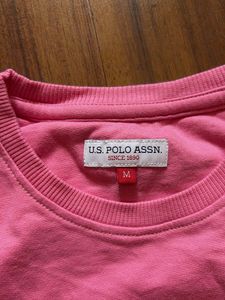 U.S. POLO ASSN.
SINCE 1890
M